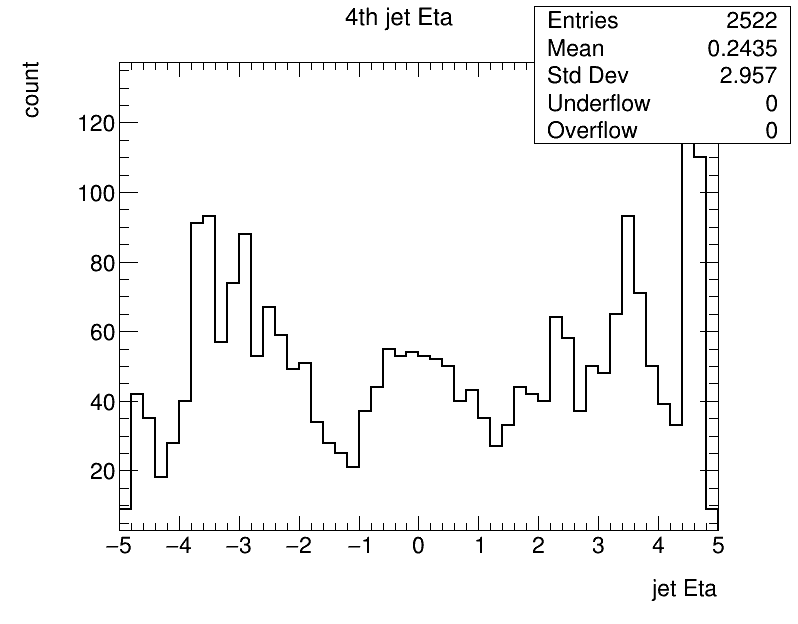 4th jet Eta
Entries 2522
Mean 0.2435
Std Dev 2.957
Underflow 0
Overflow 0
count
120
100
80
60
40
20
−5 −4 −3 −2 −1 0 1 2 3 4 5
jet Eta